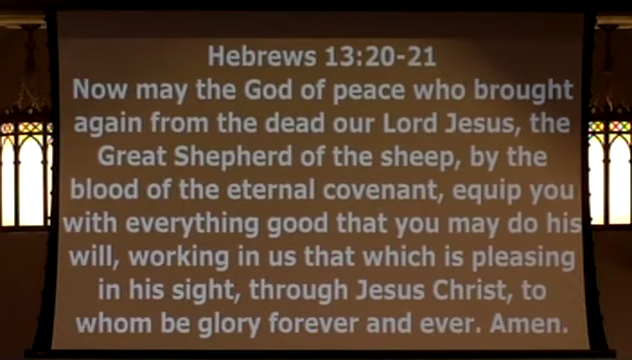 Hebrews 13:20-21
Now may the God of peace who brought
again from the dead our Lord Jesus, the
Great Shepherd of the sheep, by the
blood of the eternal covenant, equip you
with everything good that you may do his
will, working in us that which is pleasing
in his sight, through Jesus Christ, to
whom be glory forever and ever. Amen.